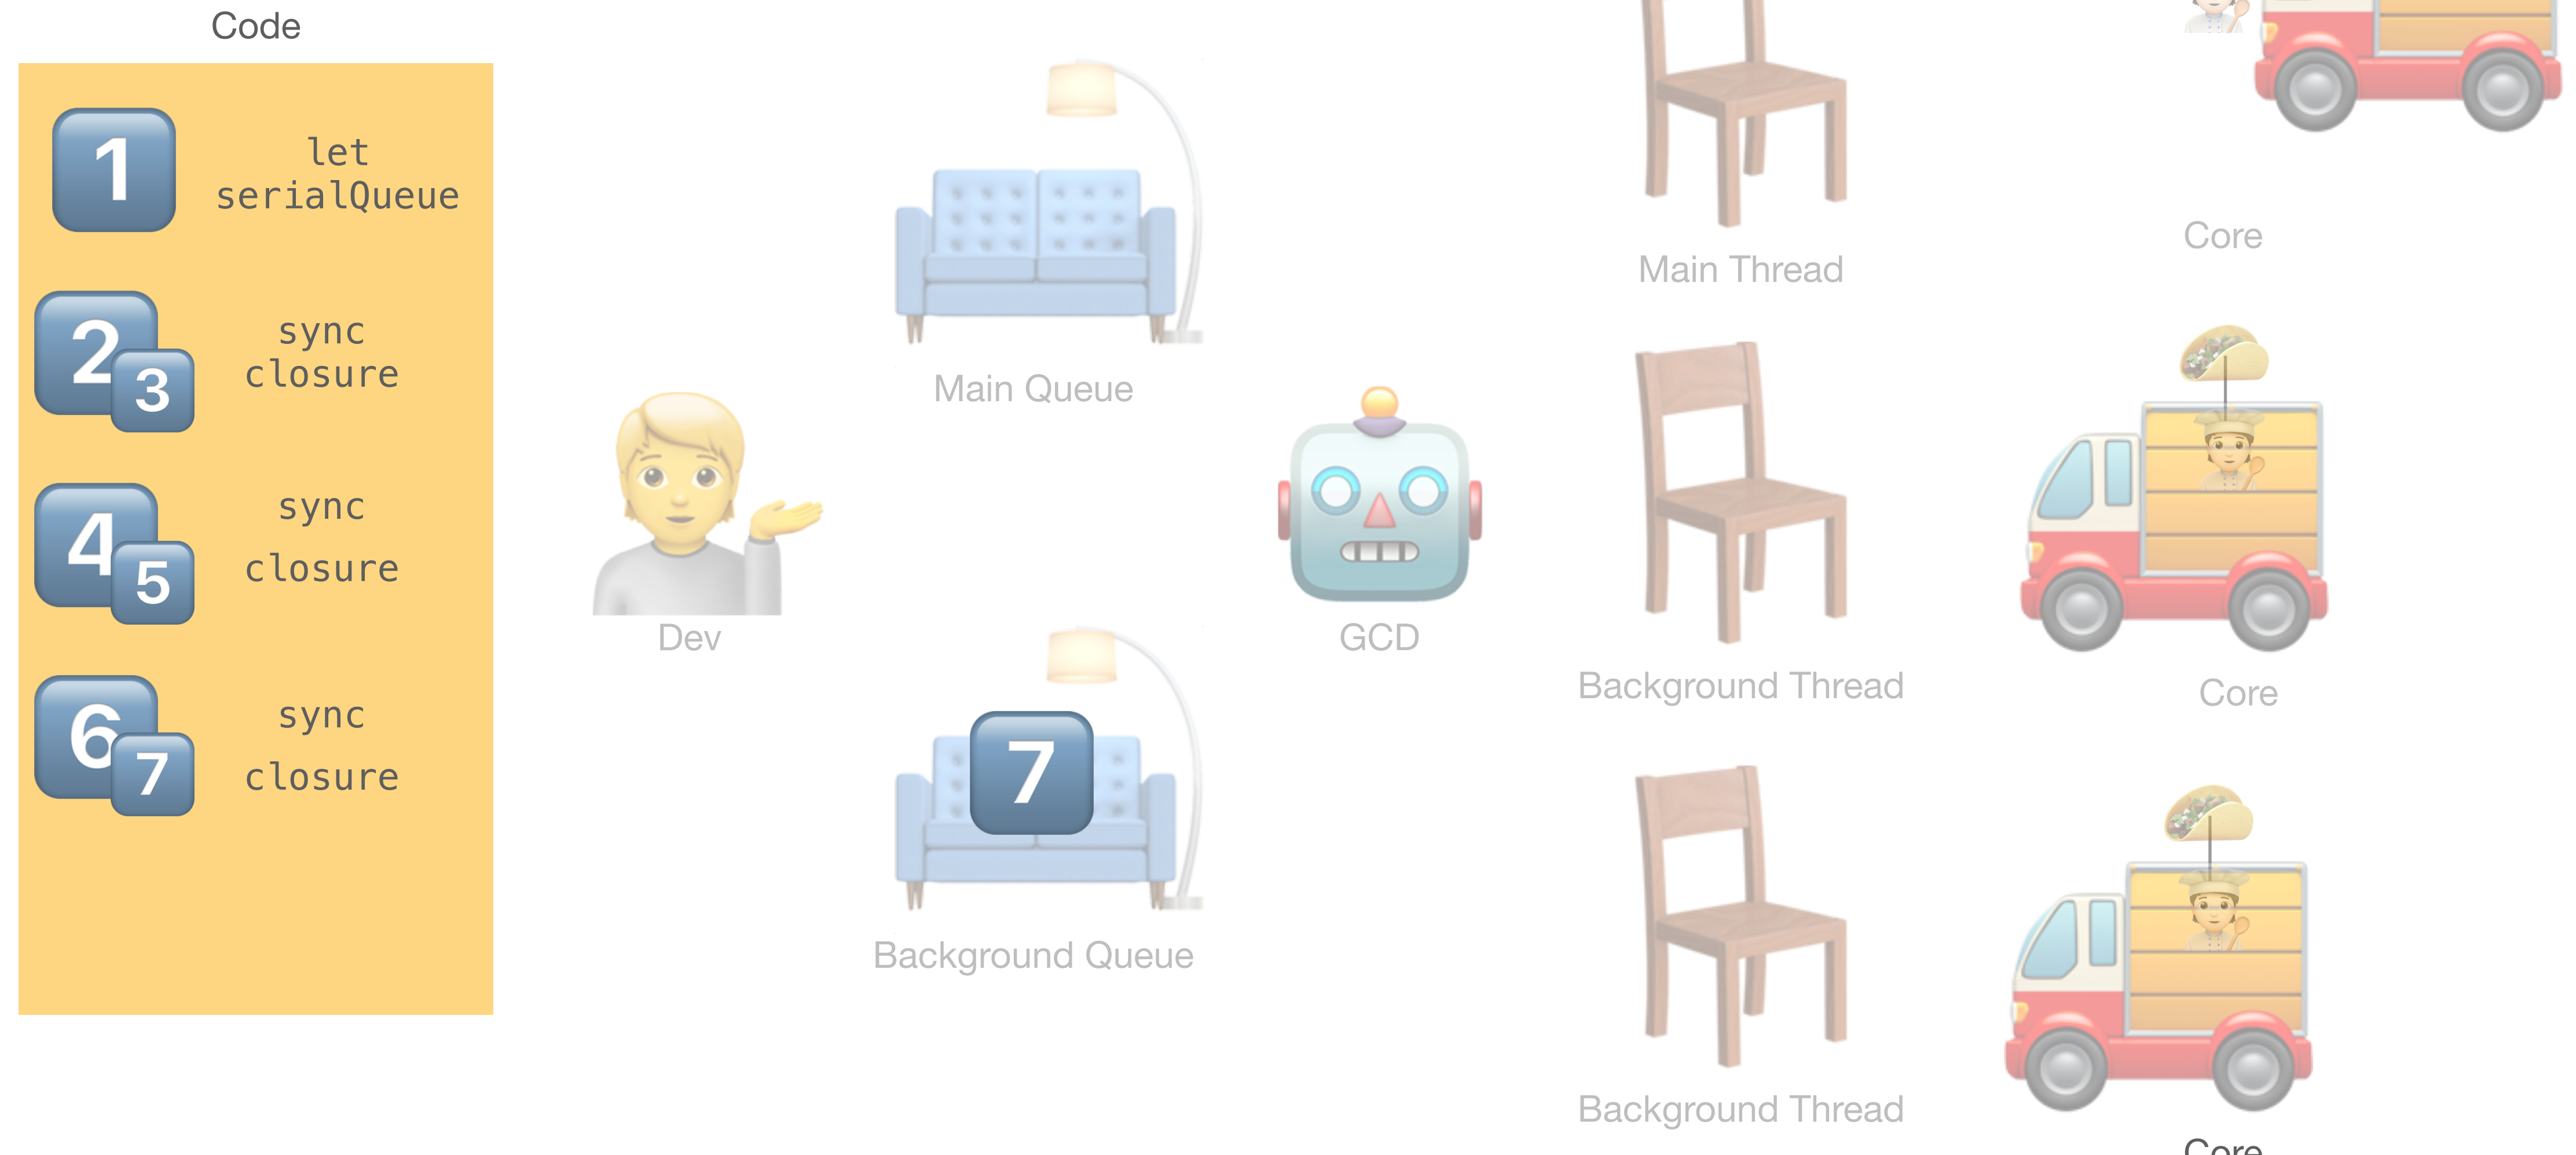 Code
1
let
serialQueue
2
3
sync
closure
4
5
sync
closure
6
7
sync
closure
Dev
Main Queue
7
Background Queue
GCD
Main Thread
Background Thread
Background Thread
Core
Core
Core